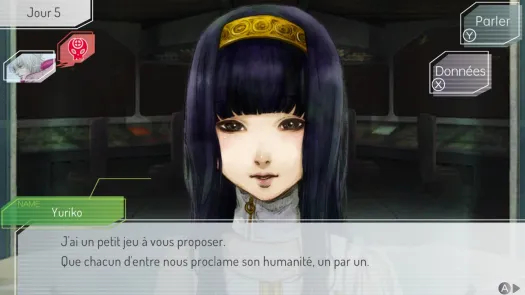 Jour 5
Parler
Y
Données
X
NAME
Yuriko
J'ai un petit jeu à vous proposer.
Que chacun d'entre nous proclame son humanité, un par un.
A